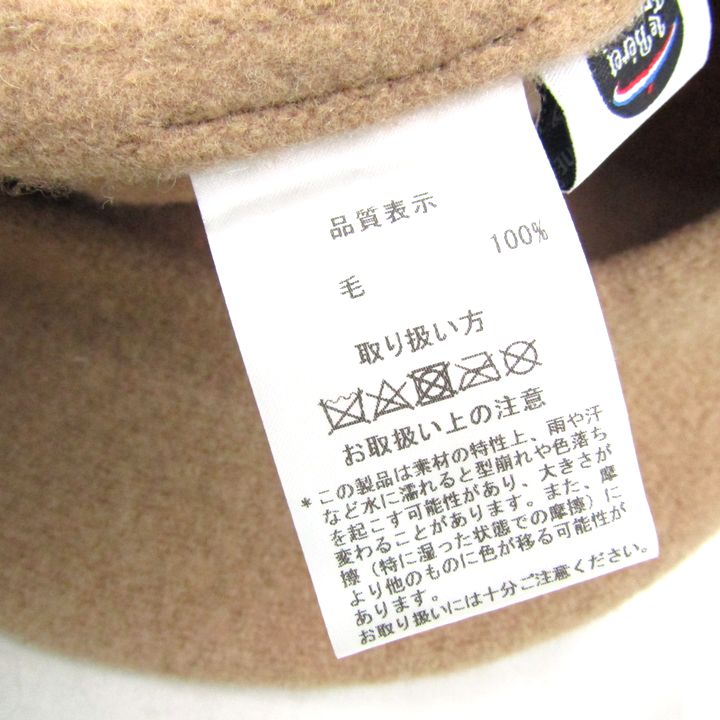 le Béret
品質表示
毛 100%
取り扱い方
お取扱い上の注意
* この製品は素材の特性上、雨や汗
など水に濡れると型崩れや色落ち
を起こす可能性があり、大きさが
変わることがあります。また、摩
擦（特に湿った状態での摩擦）に
より他のものに色が移る可能性が
あります。
お取り扱いには十分ご注意ください。